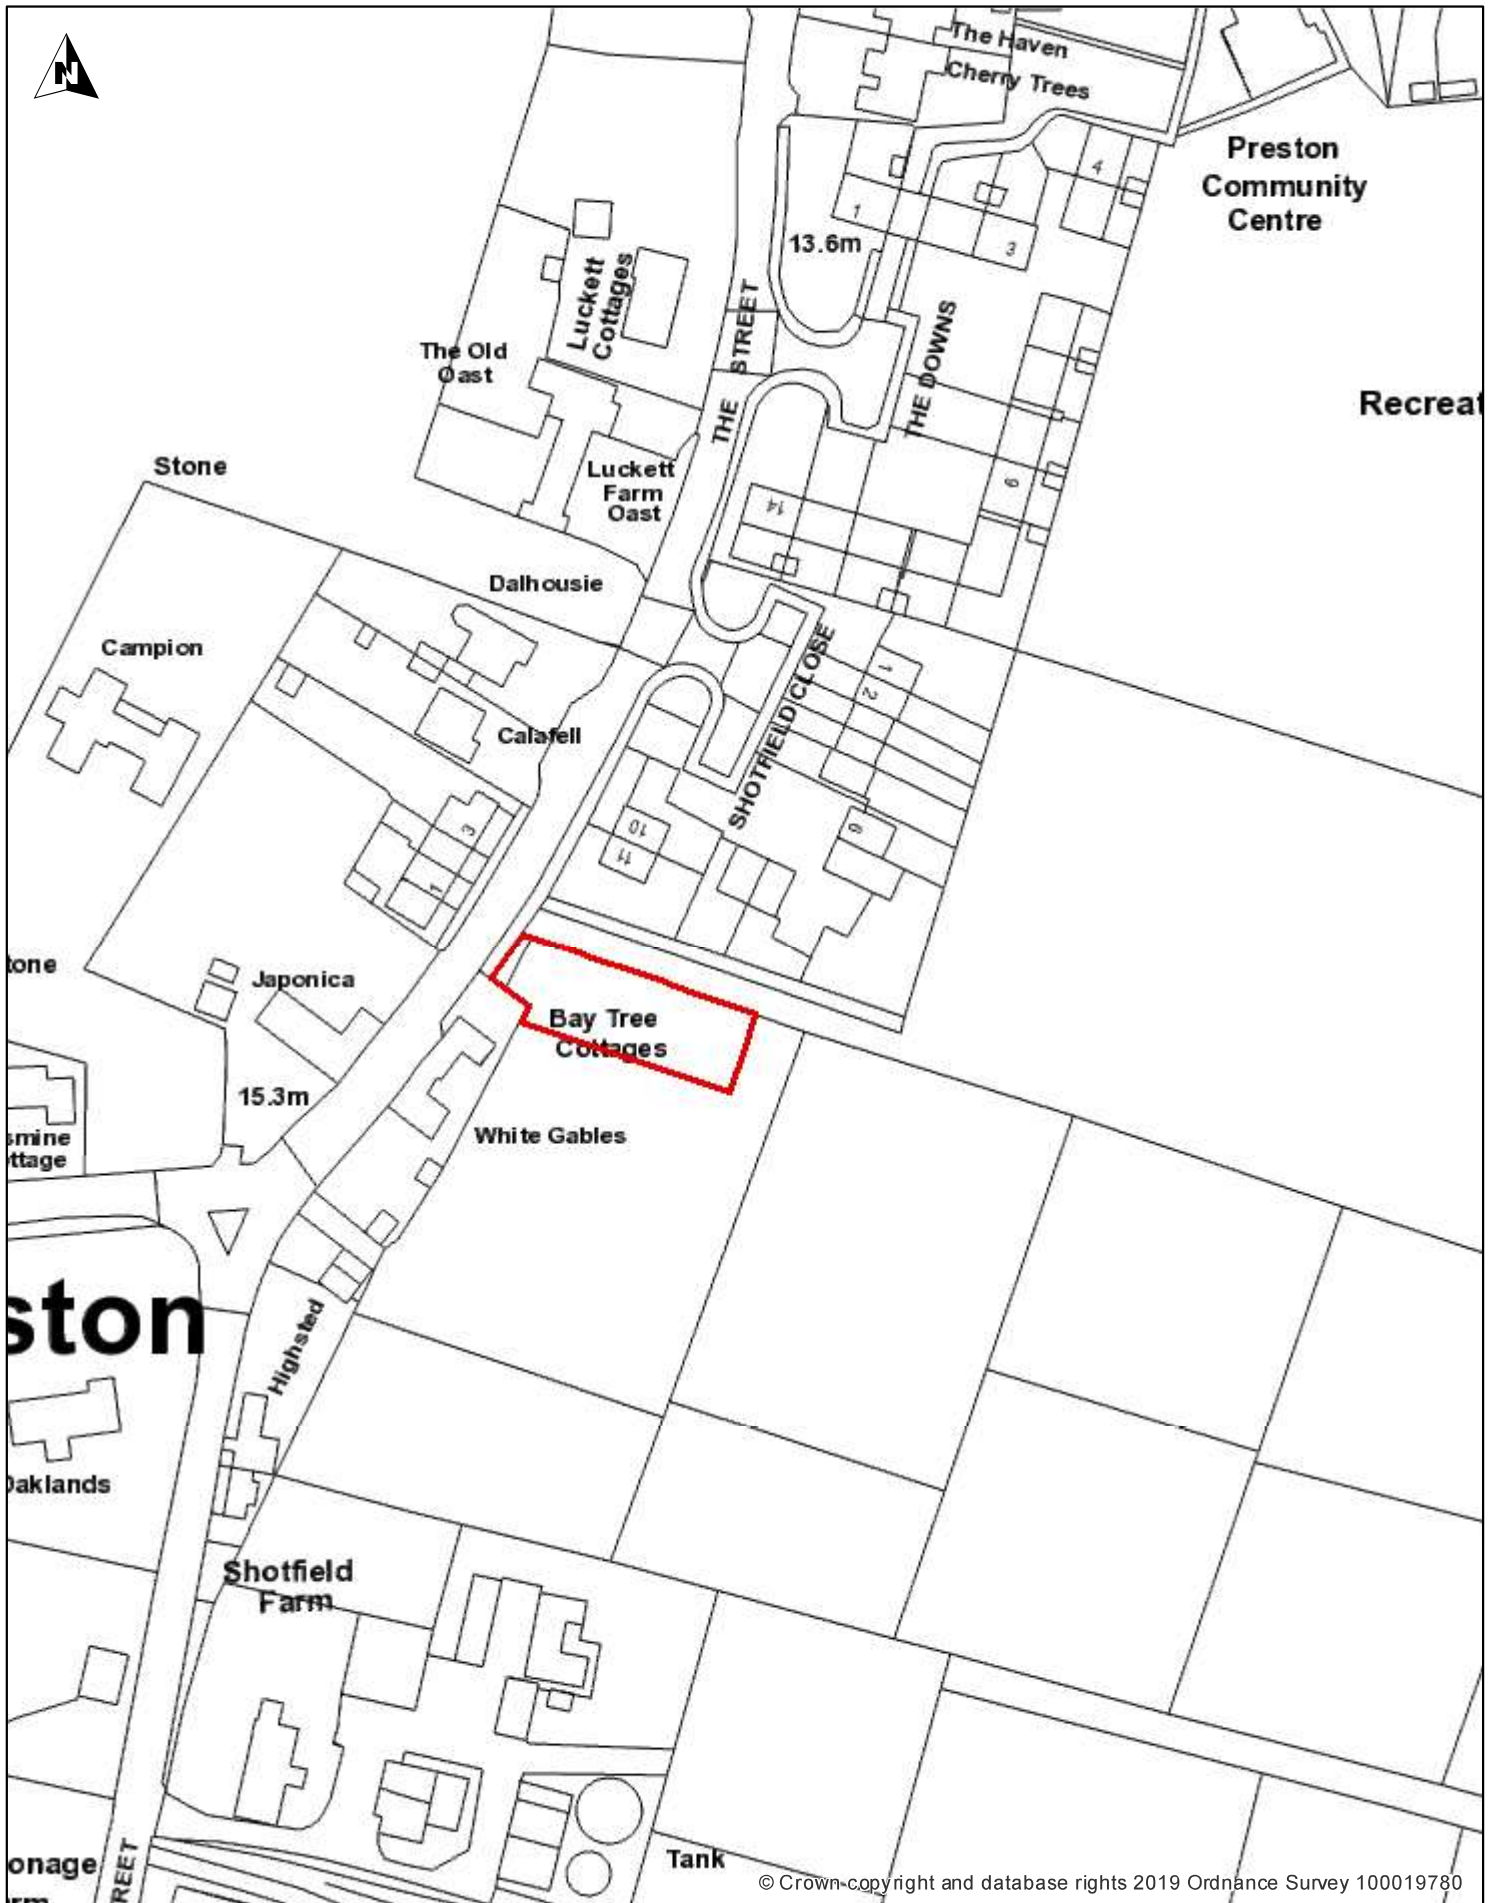 N
The Haven
Cherry Trees
Preston
Community
Centre
4
1
3
13.6m
Luckett
Cottages
THE STREET
THE DOWNS
The Old
Oast
Recreat
Stone
Luckett
Farm
Oast
14
9
Dalhousie
Campion
SHOTFIELD CLOSE
1
2
Calafell
3
1
10
11
6
tone
Japonica
Bay Tree
Cottages
15.3m
smine
ttage
White Gables
ston
Highsted
Oaklands
Shotfield
Farm
onage
rm
REET
Tank
© Crown copyright and database rights 2019 Ordnance Survey 100019780